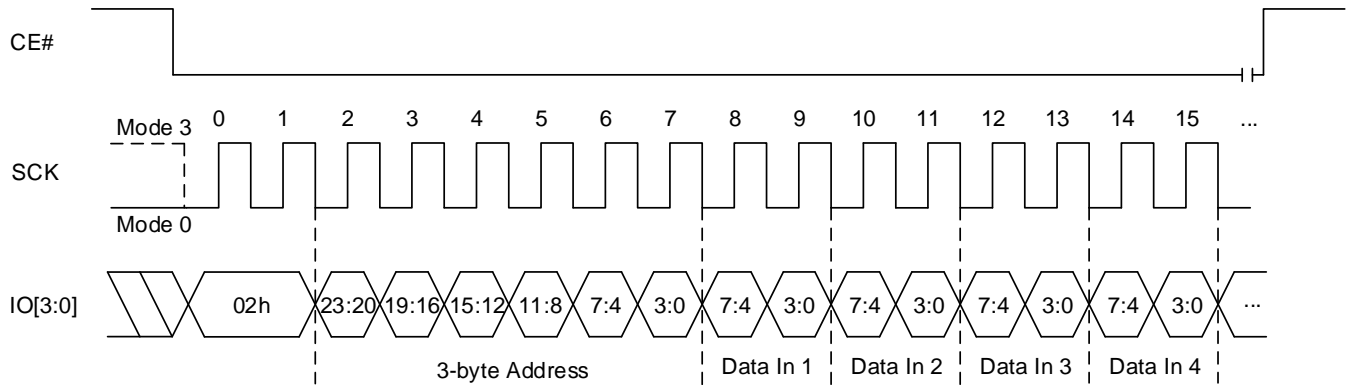 CE#
Mode 3 0 1 2 3 4 5 6 7 8 9 10 11 12 13 14 15 ...
SCK
Mode 0
IO[3:0] 02h 23:20 19:16 15:12 11:8 7:4 3:0 7:4 3:0 7:4 3:0 7:4 3:0 7:4 3:0 ...
3-byte Address Data In 1 Data In 2 Data In 3 Data In 4